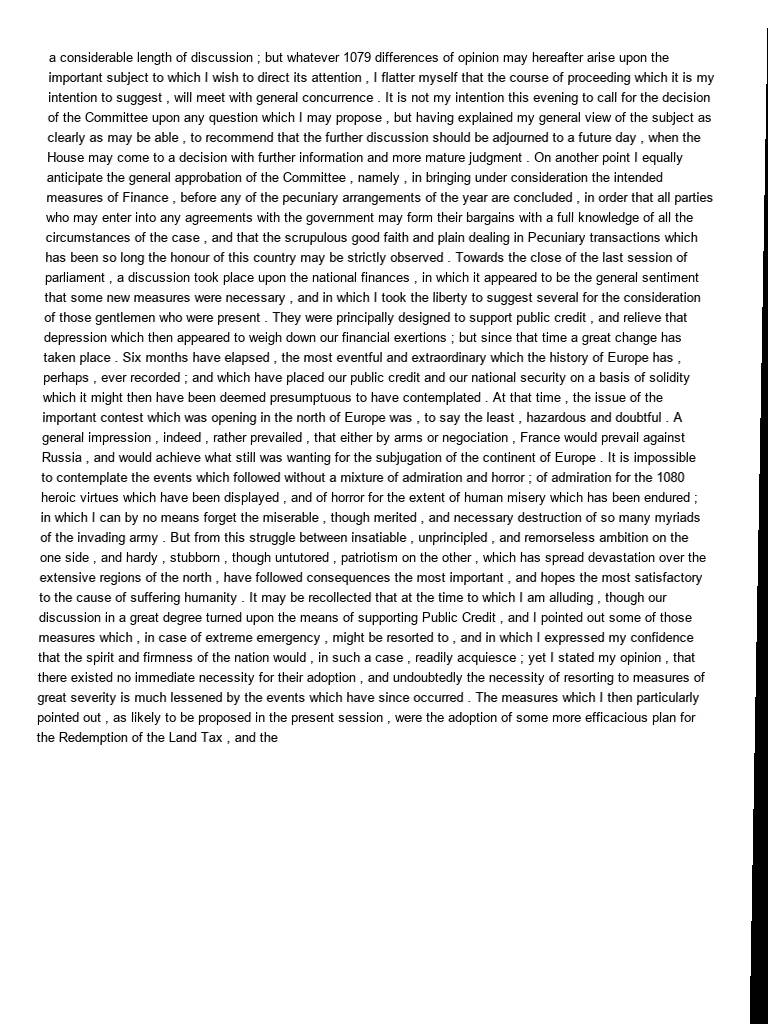 a considerable length of discussion ; but whatever 1079 differences of opinion may hereafter arise upon the
important subject to which I wish to direct its attention , I flatter myself that the course of proceeding which it is my
intention to suggest , will meet with general concurrence . It is not my intention this evening to call for the decision
of the Committee upon any question which I may propose , but having explained my general view of the subject as
clearly as may be able , to recommend that the further discussion should be adjourned to a future day , when the
House may come to a decision with further information and more mature judgment . On another point I equally
anticipate the general approbation of the Committee , namely , in bringing under consideration the intended
measures of Finance , before any of the pecuniary arrangements of the year are concluded , in order that all parties
who may enter into any agreements with the government may form their bargains with a full knowledge of all the
circumstances of the case , and that the scrupulous good faith and plain dealing in Pecuniary transactions which
has been so long the honour of this country may be strictly observed . Towards the close of the last session of
parliament , a discussion took place upon the national finances , in which it appeared to be the general sentiment
that some new measures were necessary , and in which I took the liberty to suggest several for the consideration
of those gentlemen who were present . They were principally designed to support public credit , and relieve that
depression which then appeared to weigh down our financial exertions ; but since that time a great change has
taken place . Six months have elapsed , the most eventful and extraordinary which the history of Europe has ,
perhaps , ever recorded ; and which have placed our public credit and our national security on a basis of solidity
which it might then have been deemed presumptuous to have contemplated . At that time , the issue of the
important contest which was opening in the north of Europe was , to say the least , hazardous and doubtful . A
general impression , indeed , rather prevailed , that either by arms or negociation , France would prevail against
Russia , and would achieve what still was wanting for the subjugation of the continent of Europe . It is impossible
to contemplate the events which followed without a mixture of admiration and horror ; of admiration for the 1080
heroic virtues which have been displayed , and of horror for the extent of human misery which has been endured ;
in which I can by no means forget the miserable , though merited , and necessary destruction of so many myriads
of the invading army . But from this struggle between insatiable , unprincipled , and remorseless ambition on the
one side , and hardy , stubborn , though untutored , patriotism on the other , which has spread devastation over the
extensive regions of the north , have followed consequences the most important , and hopes the most satisfactory
to the cause of suffering humanity . It may be recollected that at the time to which I am alluding , though our
discussion in a great degree turned upon the means of supporting Public Credit , and I pointed out some of those
measures which , in case of extreme emergency , might be resorted to , and in which I expressed my confidence
that the spirit and firmness of the nation would , in such a case , readily acquiesce ; yet I stated my opinion , that
there existed no immediate necessity for their adoption , and undoubtedly the necessity of resorting to measures of
great severity is much lessened by the events which have since occurred . The measures which I then particularly
pointed out , as likely to be proposed in the present session , were the adoption of some more efficacious plan for
the Redemption of the Land Tax , and the